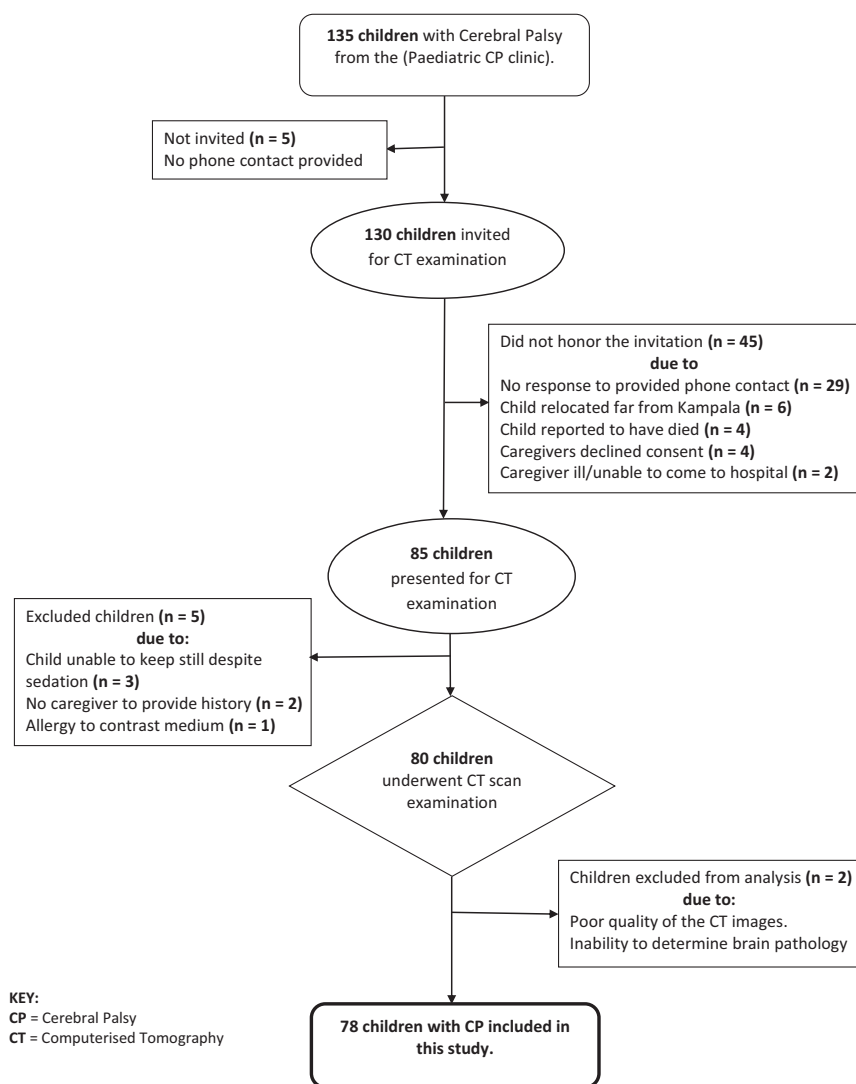 135 children with Cerebral Palsy
from the (Paediatric CP clinic).
Not invited (n = 5)
No phone contact provided
130 children invited
for CT examination
Did not honor the invitation (n = 45)
due to
No response to provided phone contact (n = 29)
Child relocated far from Kampala (n = 6)
Child reported to have died (n = 4)
Caregivers declined consent (n = 4)
Caregiver ill/unable to come to hospital (n = 2)
85 children
presented for CT
examination
Excluded children (n = 5)
due to:
Child unable to keep still despite
sedation (n = 3)
No caregiver to provide history (n = 2)
Allergy to contrast medium (n = 1)
80 children
underwent CT scan
examination
Children excluded from analysis (n = 2)
due to:
Poor quality of the CT images.
Inability to determine brain pathology
KEY:
CP = Cerebral Palsy
CT = Computerised Tomography
78 children with CP included in
this study.